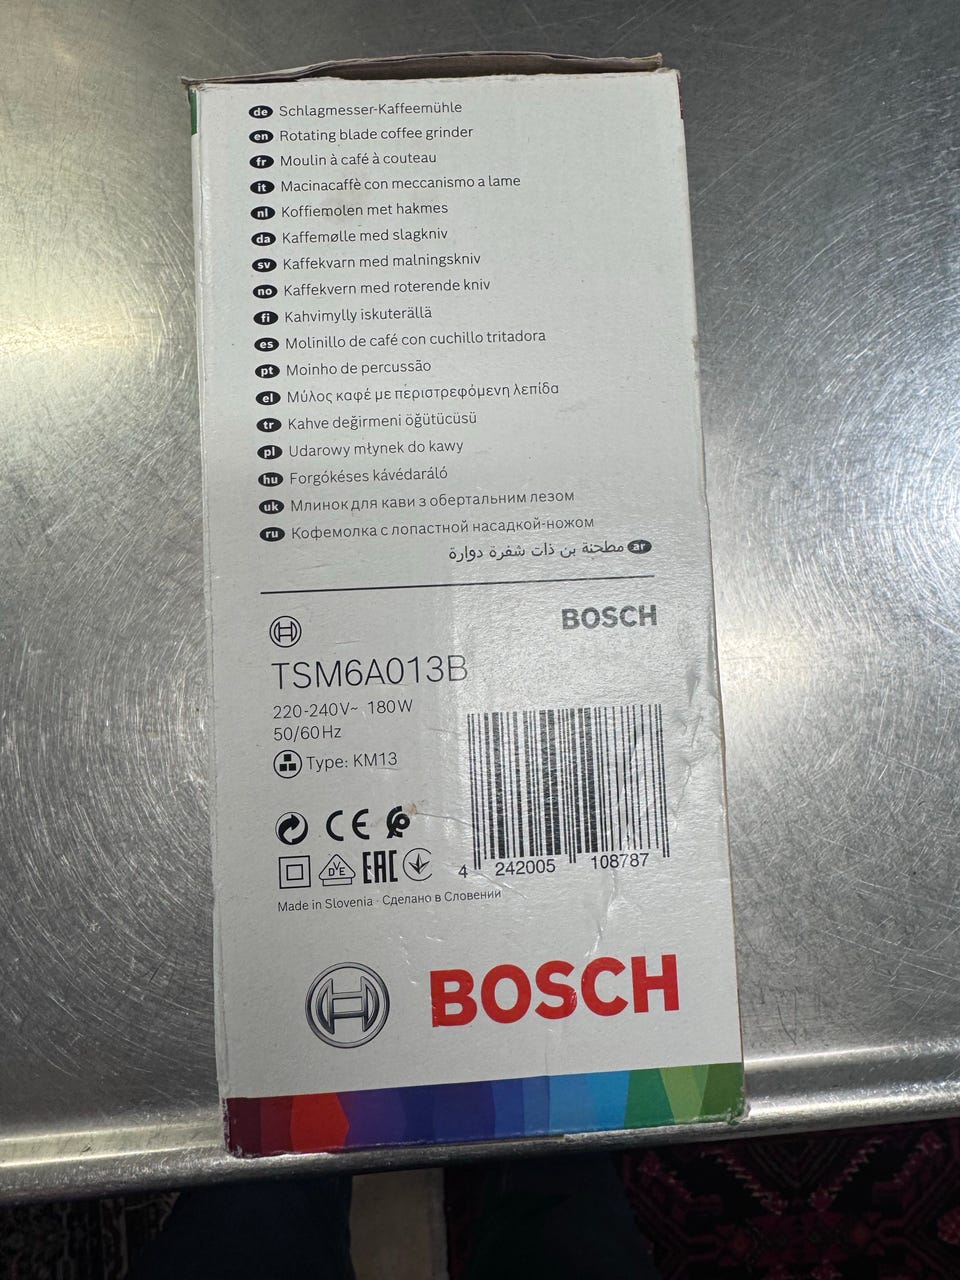 de Schlagmesser-Kaffeemühle
en Rotating blade coffee grinder
fr Moulin à café à couteau
it Macinacaffè con meccanismo a lame
nl Koffiemolen met hakmes
da Kaffemølle med slagkniv
sv Kaffekvarn med malningskniv
no Kaffekvern med roterende kniv
fi Kahvimylly iskuterällä
es Molinillo de café con cuchillo tritadora
pt Moinho de percussão
el Μύλος καφέ με περιστρεφόμενη λεπίδα
tr Kahve değirmeni öğütücüsü
pl Udarowy młynek do kawy
hu Forgókéses kávédaráló
uk Млинок для кави з обертальним лезом
ru Кофемолка с лопастной насадкой-ножом
ar مطحنة بن ذات شفرة دوارة
BOSCH
TSM6A013B
220-240V~ 180W
50/60Hz
Type: KM13
CE
DVE EAC
4 242005 108787
Made in Slovenia · Сделано в Словении
BOSCH